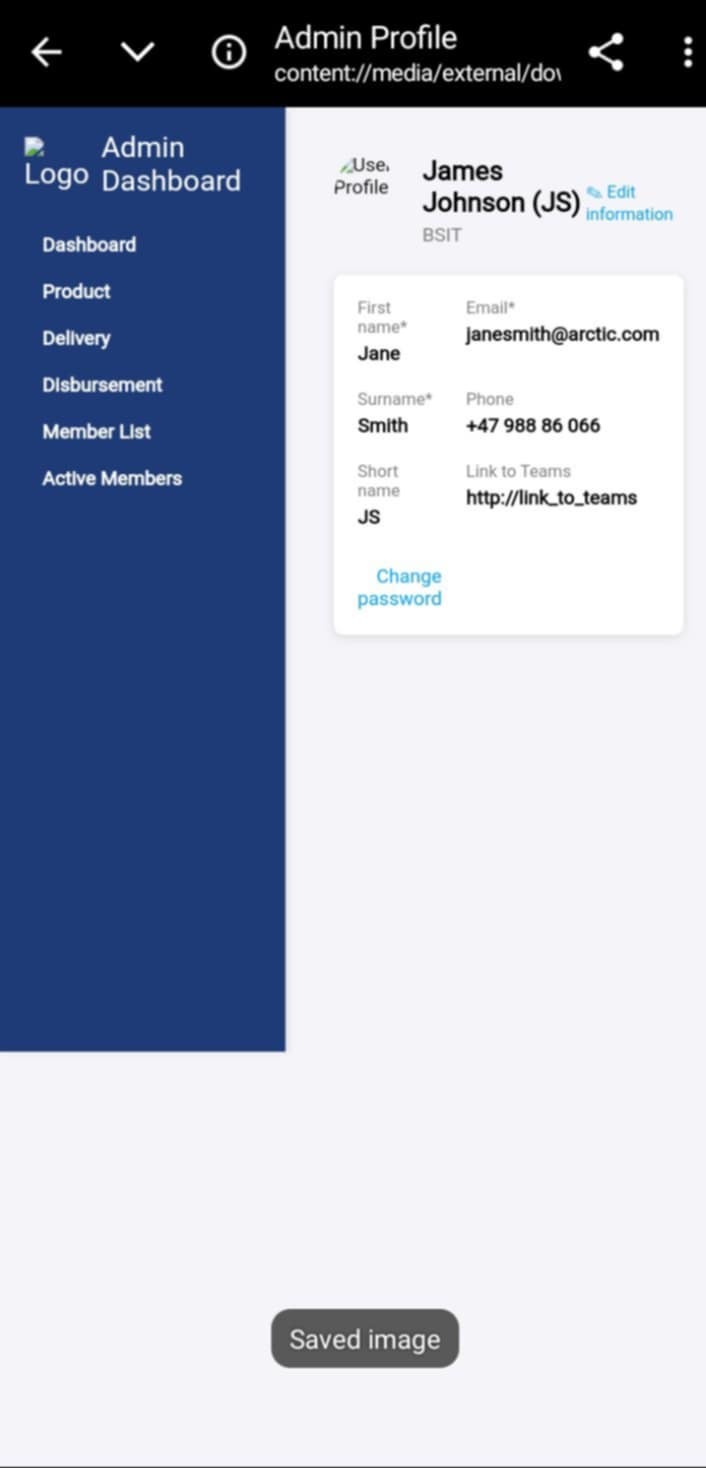 Admin Profile
content://media/external/do
Logo
Admin
Dashboard
Dashboard
Product
Delivery
Disbursement
Member List
Active Members
Use
Profile
James
Johnson (JS)
BSIT
Edit
information
First
name*
Jane
Email*
janesmith@arctic.com
Surname*
Smith
Phone
+47 988 86 066
Short
name
JS
Link to Teams
http://link_to_teams
Change
password
Saved image